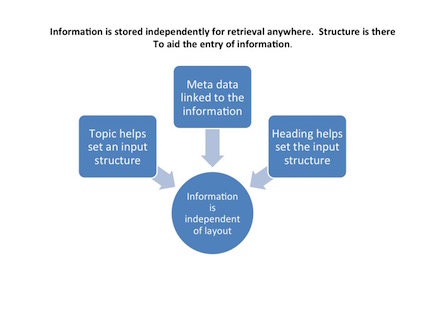 Information is stored independently for retrieval anywhere. Structure is there
To aid the entry of information.
Meta data
linked to the
information
Topic helps
set an input
structure
Heading helps
set the input
structure
Information
is
independent
of layout